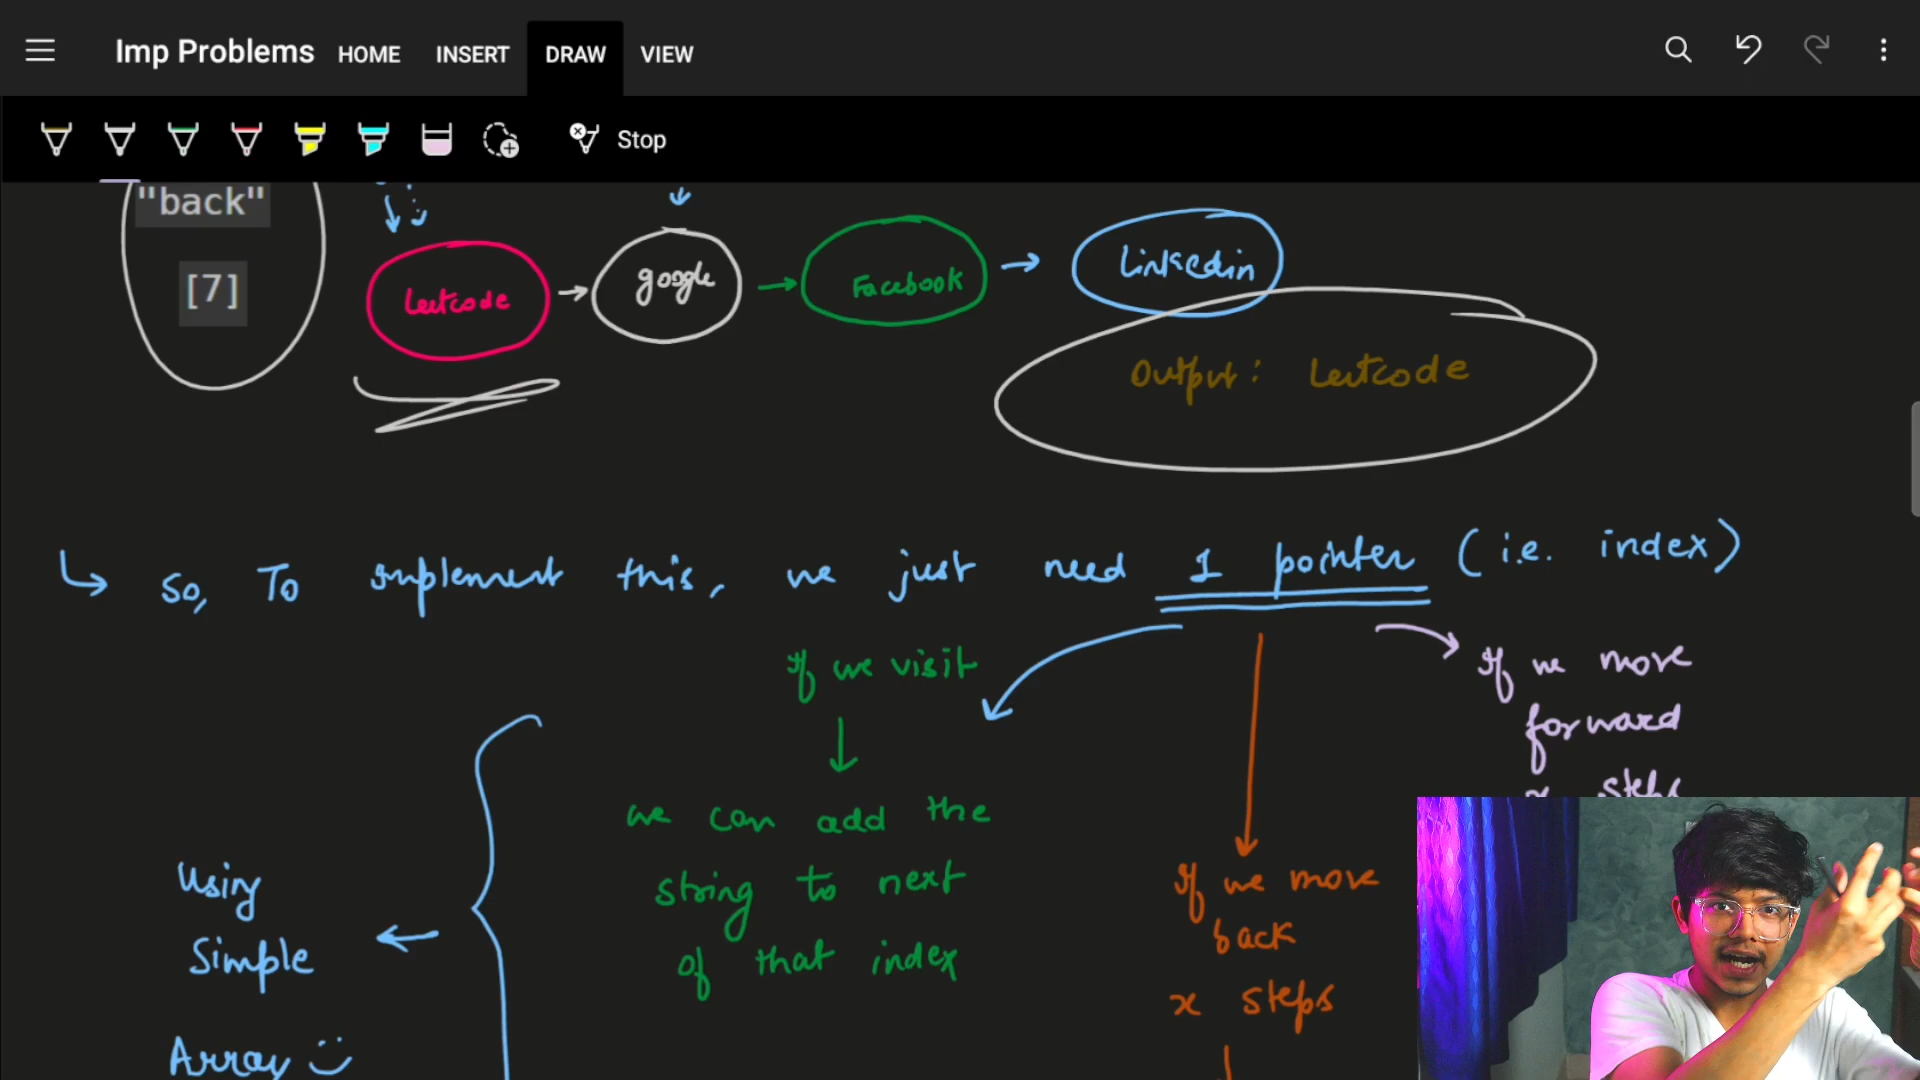 Imp Problems HOME INSERT DRAW VIEW
Stop
"back"
[7]
Leetcode → google → Facebook → Linkedin
Output: Leetcode
↳ So, To implement this, we just need 1 pointer (i.e. index)
If we visit
↓
we can add the
string to next
of that index
If we move
back
x steps
If we move
forward
x steps
Using
Simple ←
Array